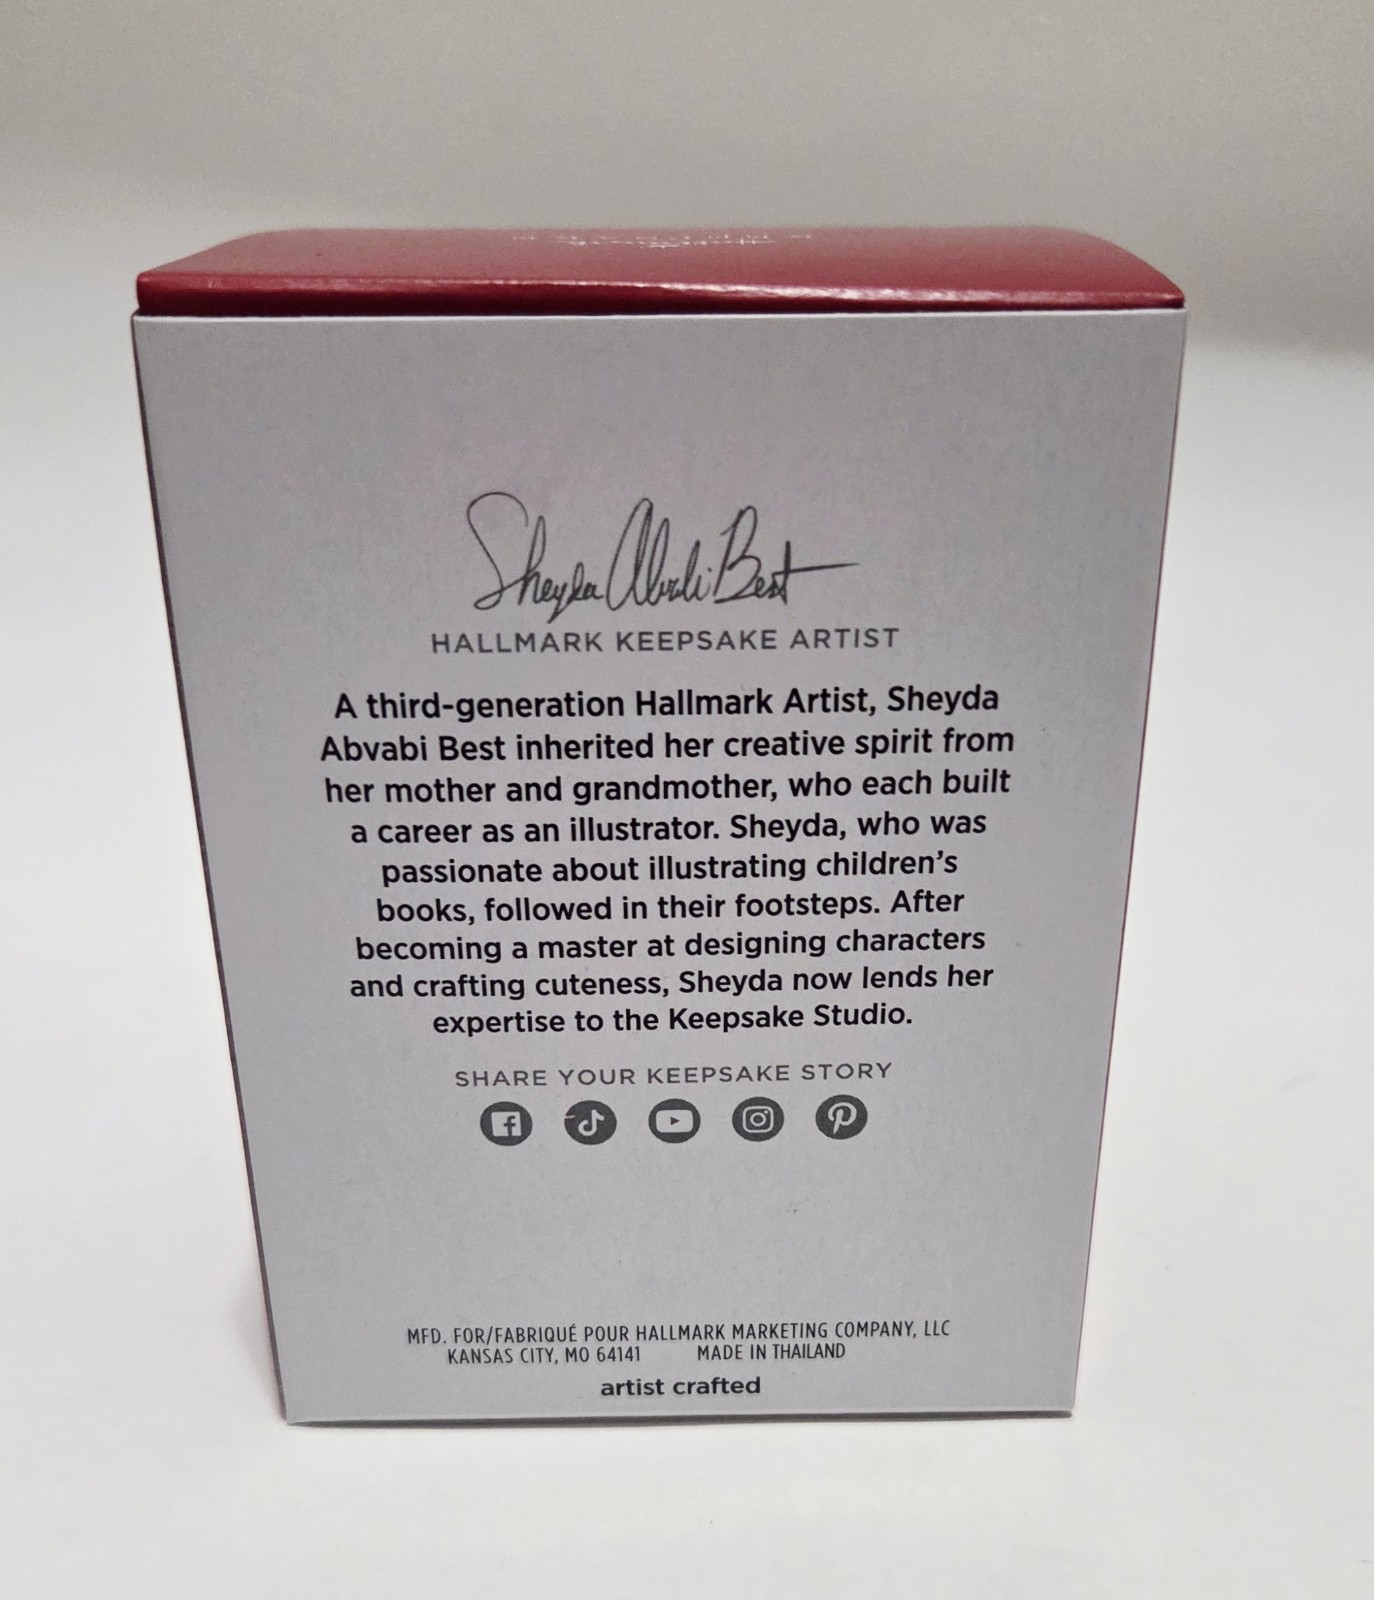 Sheyda Abvabi Best
HALLMARK KEEPSAKE ARTIST
A third-generation Hallmark Artist, Sheyda
Abvabi Best inherited her creative spirit from
her mother and grandmother, who each built
a career as an illustrator. Sheyda, who was
passionate about illustrating children's
books, followed in their footsteps. After
becoming a master at designing characters
and crafting cuteness, Sheyda now lends her
expertise to the Keepsake Studio.
SHARE YOUR KEEPSAKE STORY
MFD. FOR/FABRIQUÉ POUR HALLMARK MARKETING COMPANY, LLC
KANSAS CITY, MO 64141 MADE IN THAILAND
artist crafted